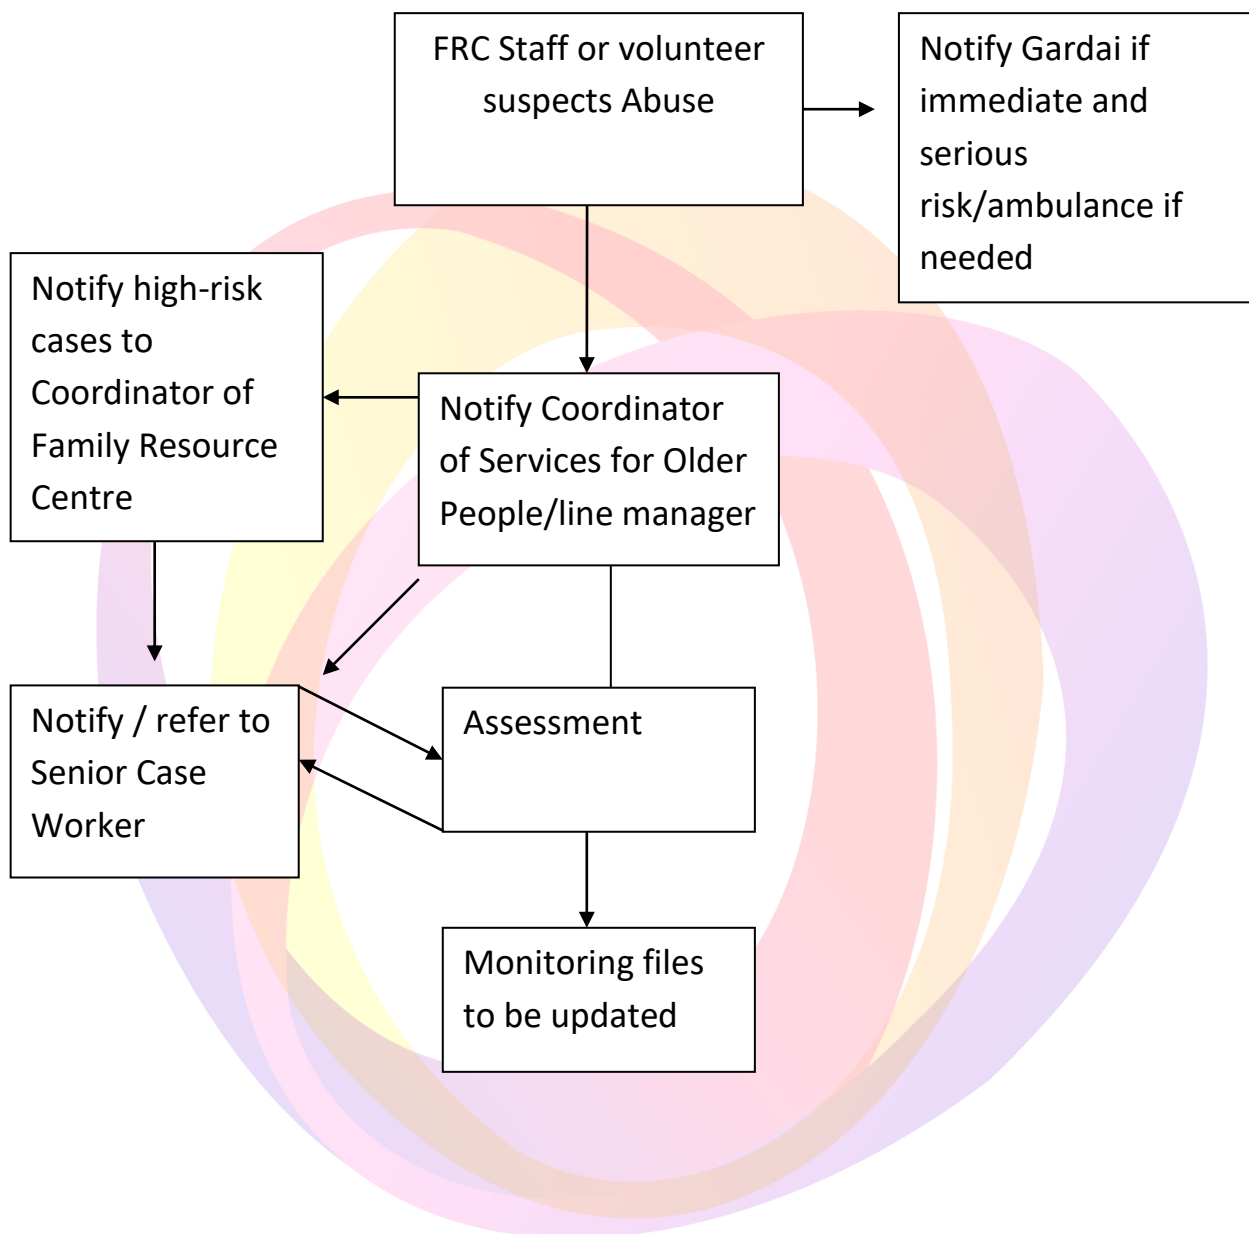 FRC Staff or volunteer
suspects Abuse
Notify Gardai if
immediate and
serious
risk/ambulance if
needed
Notify high-risk
cases to
Coordinator of
Family Resource
Centre
Notify Coordinator
of Services for Older
People/line manager
Notify / refer to
Senior Case
Worker
Assessment
Monitoring files
to be updated